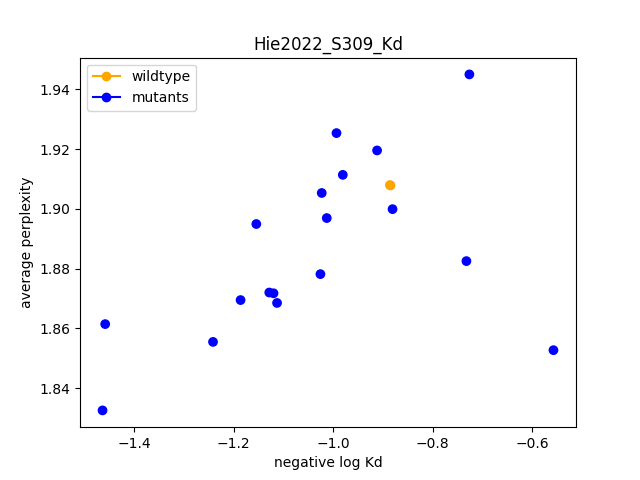 Hie2022_S309_Kd
wildtype
mutants
1.94
1.92
1.90
1.88
1.86
1.84
average perplexity
−1.4
−1.2
−1.0
−0.8
−0.6
negative log Kd